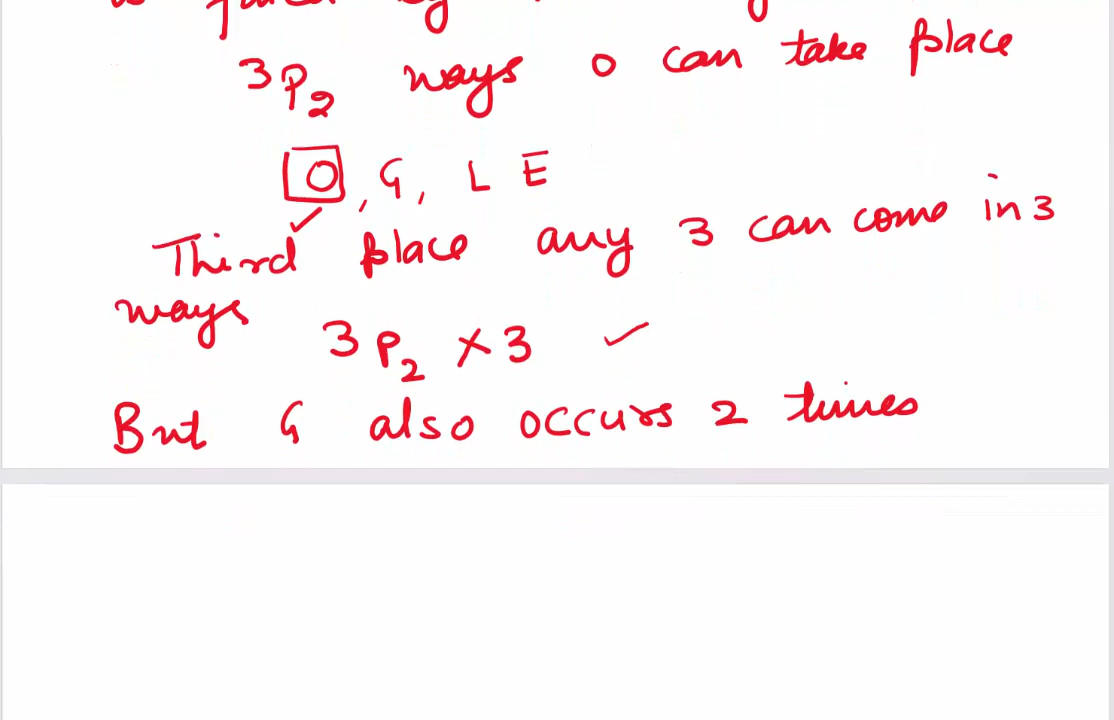 3P2 ways O can take place
O, G, L E
Third place any 3 can come in 3
ways
3P2 × 3 ✓
But G also occurs 2 times